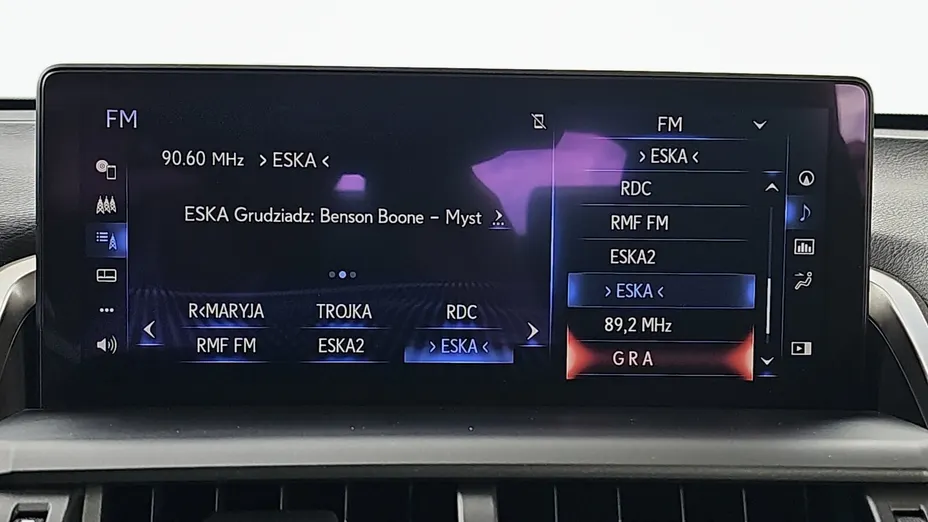 FM
90.60 MHz >ESKA<
ESKA Grudziadz: Benson Boone – Myst
R<MARYJA TROJKA RDC
RMF FM ESKA2 >ESKA<
FM
>ESKA<
RDC
RMF FM
ESKA2
>ESKA<
89,2 MHz
GRA